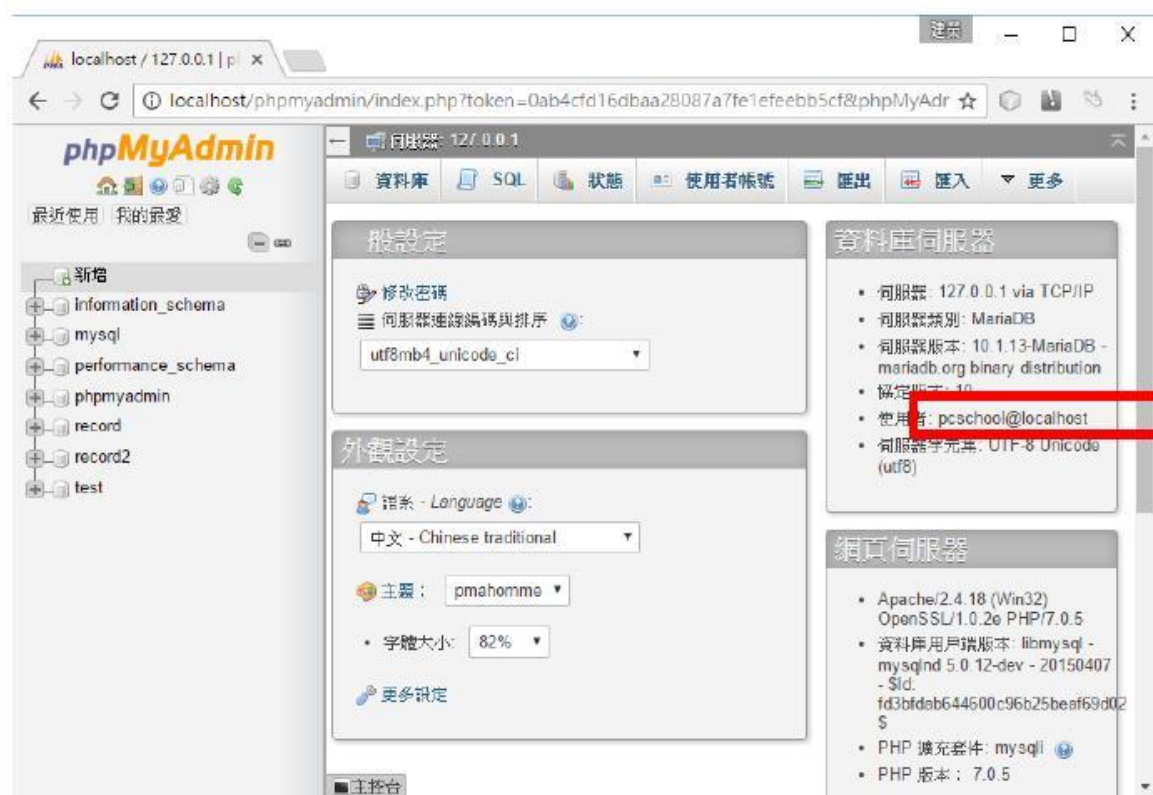 建榮
localhost / 127.0.0.1 | p
localhost/phpmyadmin/index.php?token=0ab4cfd16dbaa28087a7fe1efeebb5cf&phpMyAdr
phpMyAdmin
最近使用 我的最愛
新增
information_schema
mysql
performance_schema
phpmyadmin
record
record2
test
伺服器: 127.0.0.1
資料庫 SQL 狀態 使用者帳號 匯出 匯入 更多
一般設定
修改密碼
伺服器連線編碼與排序
utf8mb4_unicode_ci
外觀設定
語系 - Language
中文 - Chinese traditional
主題：
pmahomme
字體大小: 82%
更多設定
主控台
資料庫伺服器
伺服器: 127.0.0.1 via TCP/IP
伺服器類別: MariaDB
伺服器版本: 10.1.13-MariaDB -
mariadb.org binary distribution
協定版本: 10
使用者: pcschool@localhost
伺服器字元集: UTF-8 Unicode
(utf8)
網頁伺服器
Apache/2.4.18 (Win32)
OpenSSL/1.0.2e PHP/7.0.5
資料庫用戶端版本: libmysql -
mysqlnd 5.0.12-dev - 20150407
- $Id:
fd3bfdab644600c96b25beaf69d02
$
PHP 擴充套件: mysqli
PHP 版本： 7.0.5